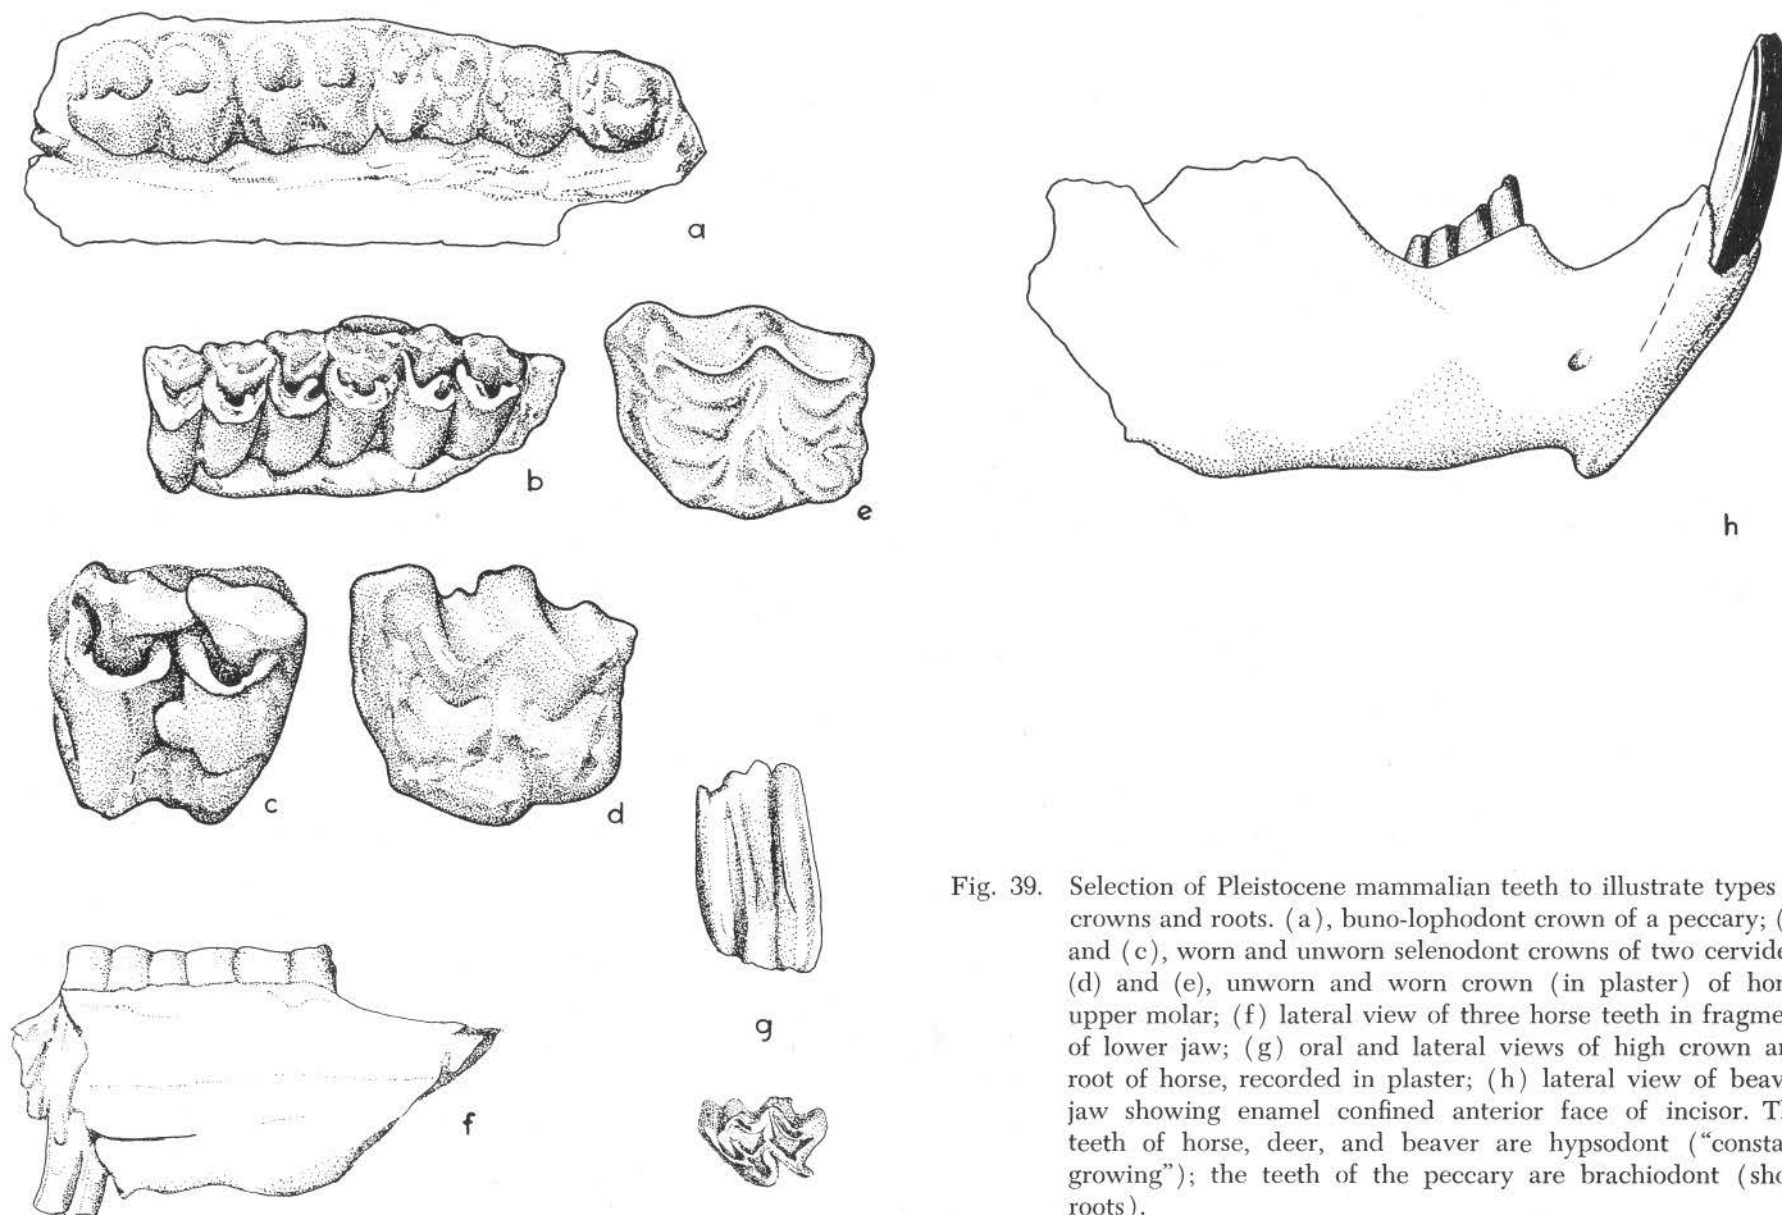 a
b
e
h
c
d
g
f
Fig. 39. Selection of Pleistocene mammalian teeth to illustrate types
crowns and roots. (a), buno-lophodont crown of a peccary; (
and (c), worn and unworn selenodont crowns of two cervide
(d) and (e), unworn and worn crown (in plaster) of hor
upper molar; (f) lateral view of three horse teeth in fragme
of lower jaw; (g) oral and lateral views of high crown an
root of horse, recorded in plaster; (h) lateral view of beav
jaw showing enamel confined anterior face of incisor. Th
teeth of horse, deer, and beaver are hypsodont ("consta
growing"); the teeth of the peccary are brachiodont (sho
roots).